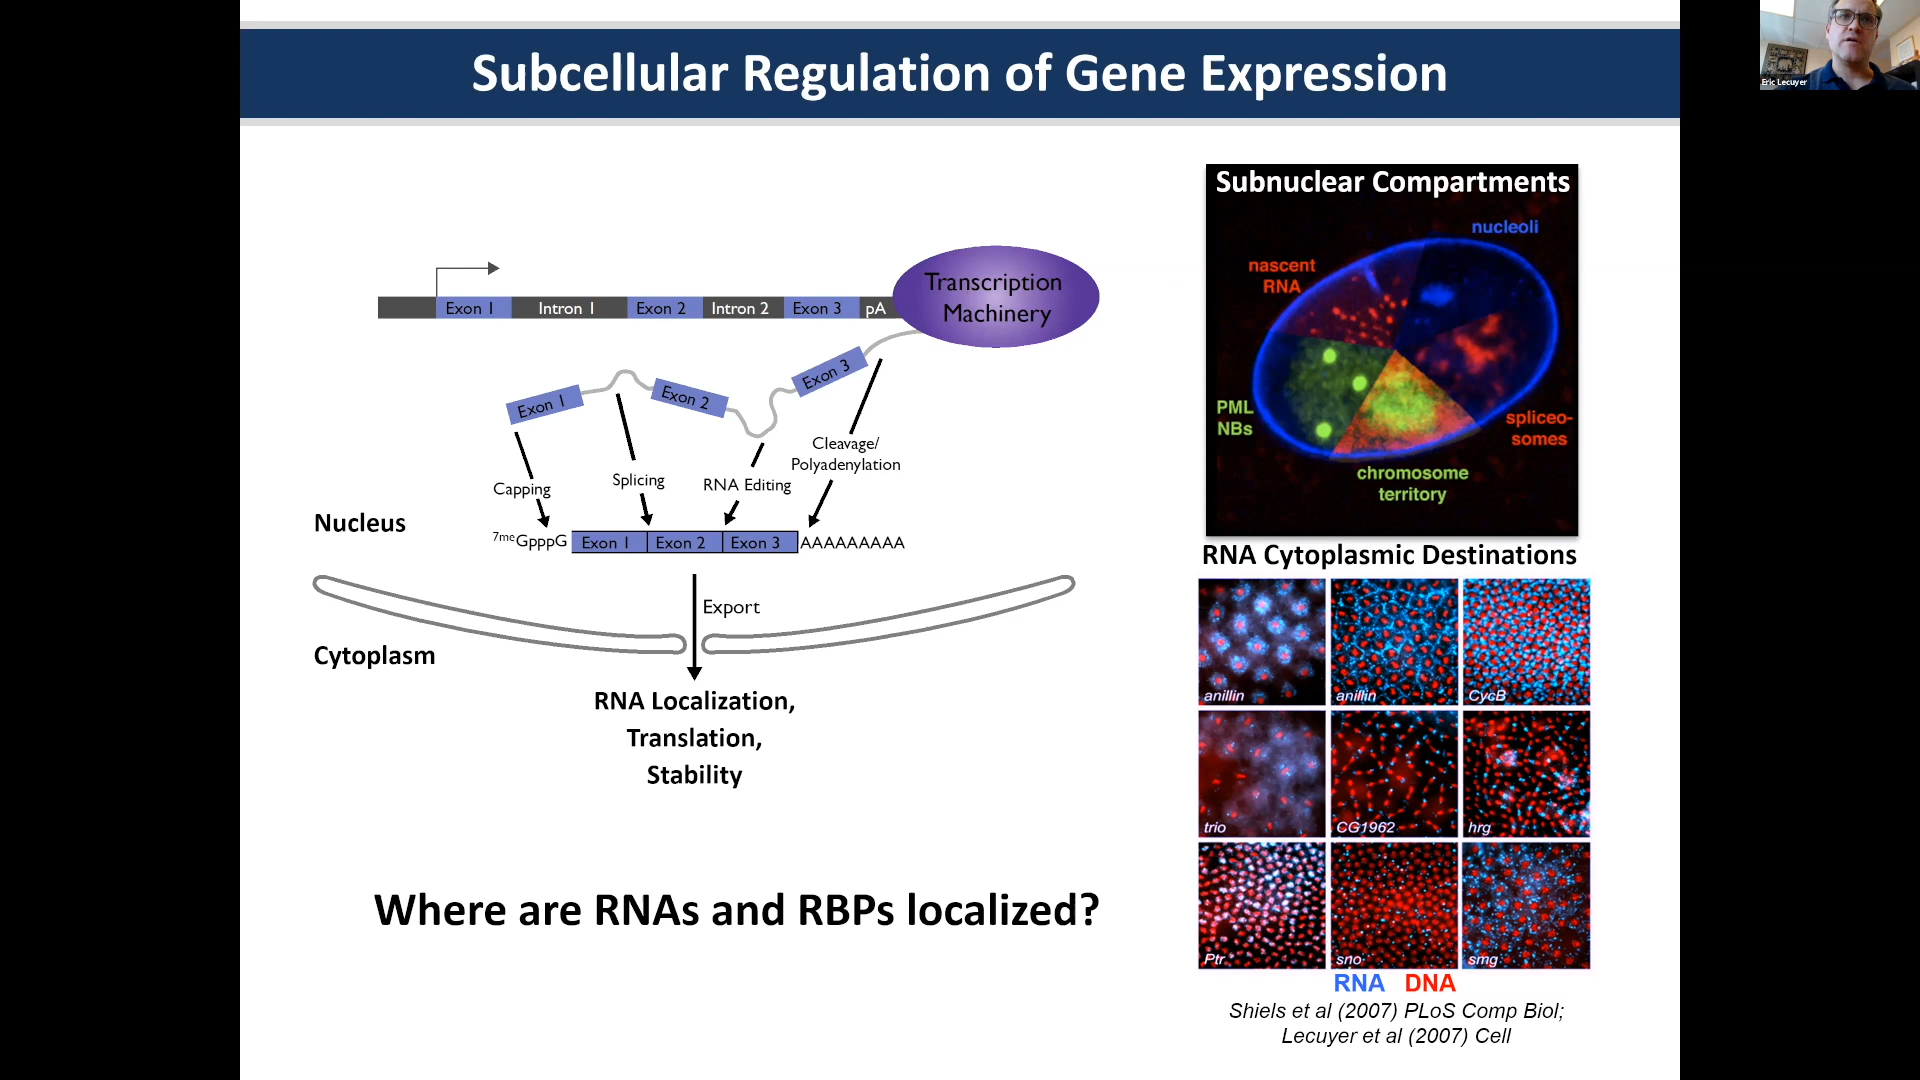 Subcellular Regulation of Gene Expression
Eric Lecuyer
Exon 1
Intron 1
Exon 2
Intron 2
Exon 3
pA
Transcription
Machinery
Exon 1
Exon 2
Exon 3
Capping
Splicing
RNA Editing
Cleavage/
Polyadenylation
Nucleus
7meGpppG
Exon 1
Exon 2
Exon 3
AAAAAAAAA
Export
Cytoplasm
RNA Localization,
Translation,
Stability
Where are RNAs and RBPs localized?
Subnuclear Compartments
nucleoli
nascent
RNA
PML
NBs
spliceo-
somes
chromosome
territory
RNA Cytoplasmic Destinations
anillin
anillin
CycB
trio
CG1962
hrg
Ptr
sno
smg
RNA DNA
Shiels et al (2007) PLoS Comp Biol;
Lecuyer et al (2007) Cell